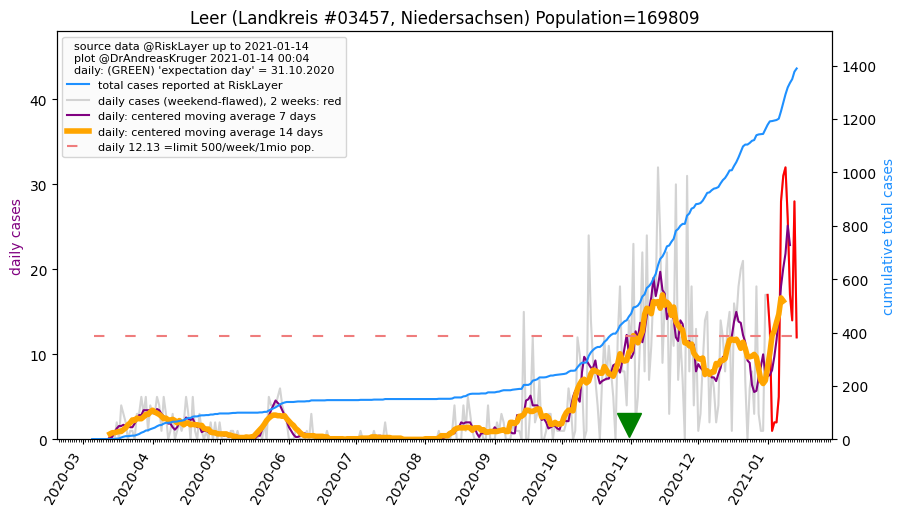 Leer (Landkreis #03457, Niedersachsen) Population=169809
source data @RiskLayer up to 2021-01-14
plot @DrAndreasKruger 2021-01-14 00:04
daily: (GREEN) 'expectation day' = 31.10.2020
total cases reported at RiskLayer
daily cases (weekend-flawed), 2 weeks: red
daily: centered moving average 7 days
daily: centered moving average 14 days
daily 12.13 =limit 500/week/1mio pop.
daily cases
40
30
20
10
0
cumulative total cases
1400
1200
1000
800
600
400
200
0
2020-03
2020-04
2020-05
2020-06
2020-07
2020-08
2020-09
2020-10
2020-11
2020-12
2021-01